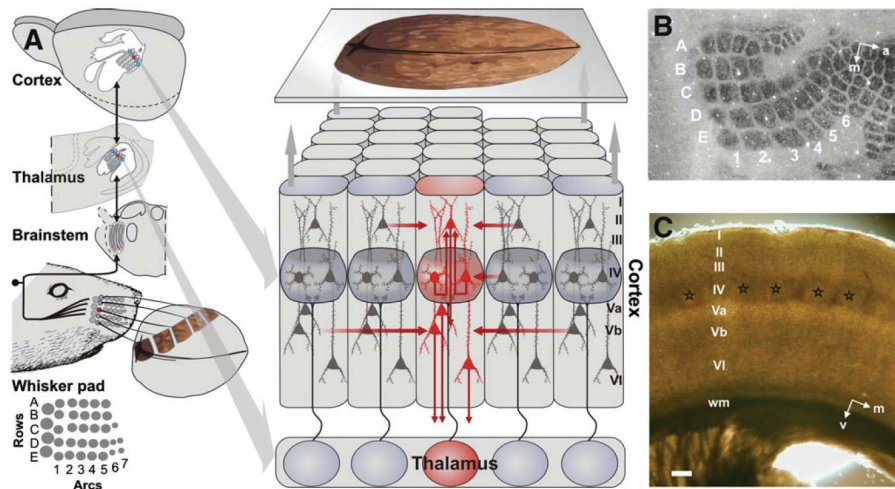 A
Cortex
Thalamus
Brainstem
Whisker pad
Rows
A
B
C
D
E
1 2 3 4 5 6 7
Arcs
I
II
III
IV
Va
Vb
VI
Cortex
Thalamus
B
A
B
C
D
E
1
2
3
4
5
6
a
m
C
I
II
III
IV
Va
Vb
VI
wm
m
v